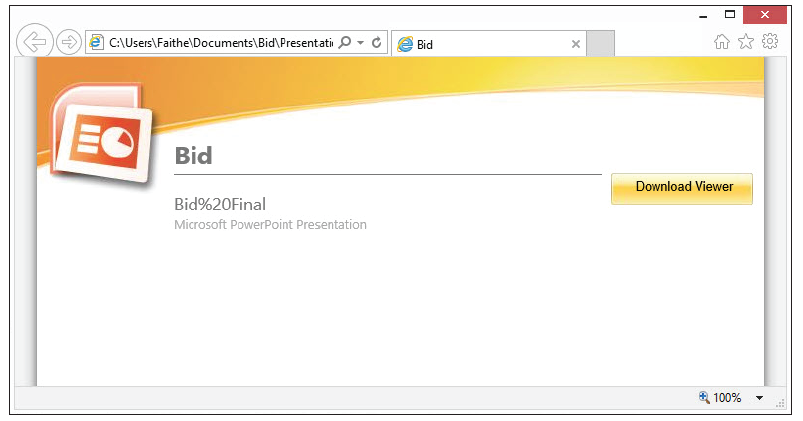 C:\Users\Faithe\Documents\Bid\Presentati
Bid
Bid
Download Viewer
Bid%20Final
Microsoft PowerPoint Presentation
100%